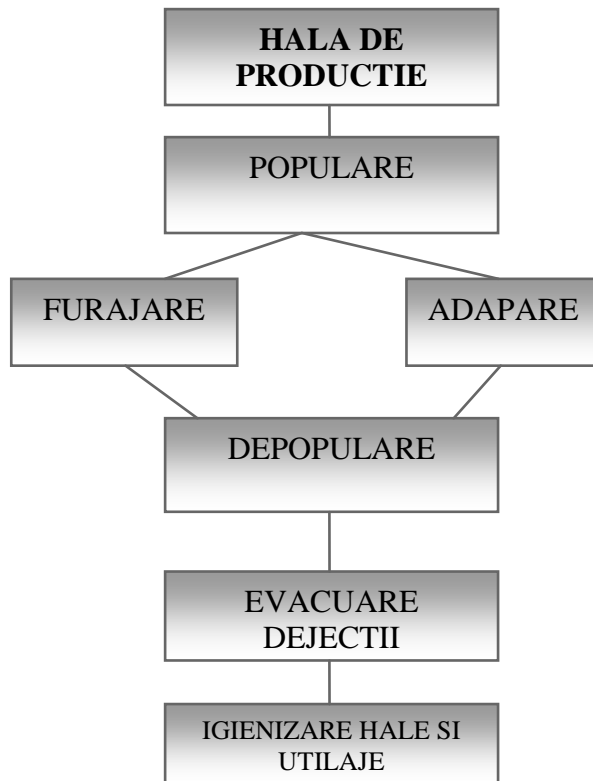 HALA DE
PRODUCTIE
POPULARE
FURAJARE
ADAPARE
DEPOPULARE
EVACUARE
DEJECTII
IGIENIZARE HALE SI
UTILAJE